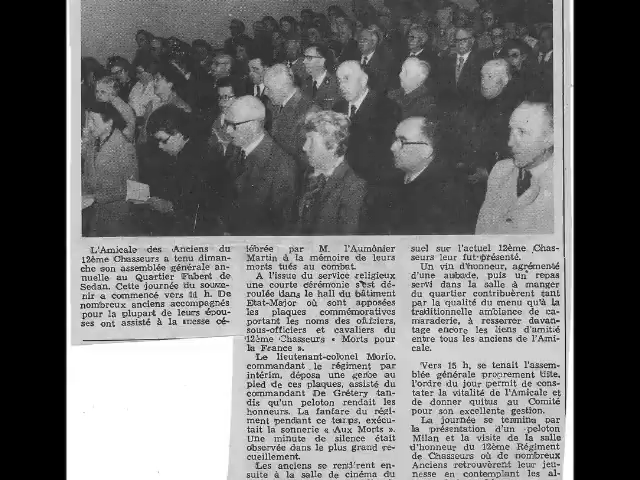 L'Amicale des Anciens du
12ème Chasseurs a tenu dimanche
son assemblée générale an-
nuelle au Quartier Fabert de
Sedan. Cette journée du souve-
nir a commencé vers 11 h. De
nombreux anciens accompagnés
pour la plupart de leurs épou-
ses ont assisté à la messe cé-
lébrée par M. l'Aumônier
Martin à la mémoire de leurs
morts tués au combat.
A l'issue du service religieux
une courte cérémonie s'est
déroulée dans le hall du bâtiment
Etat-Major où sont apposées
les plaques commémoratives
portant les noms des officiers,
sous-officiers et cavaliers du
12ème Chasseurs « Morts pour
la France ».
Le lieutenant-colonel Morio,
commandant le régiment par
intérim, déposa une gerbe au
pied de ces plaques, assisté du
commandant De Grétery tan-
dis qu'un peloton rendait les
honneurs. La fanfare du régi-
ment pendant ce temps, exécu-
tait la sonnerie « Aux Morts ».
Une minute de silence était
observée dans le plus grand re-
cueillement.
Les anciens se rendirent en-
suite à la salle de cinéma du
suel sur l'actuel 12ème Chas-
seurs leur fut présenté.
Un vin d'honneur, agrémenté
d'une aubade, puis un repas
servi dans la salle à manger
du quartier contribuèrent tant
par la qualité du menu qu'à la
traditionnelle ambiance de ca-
maraderie, à resserrer davan-
tage encore les liens d'amitié
entre tous les anciens de l'Ami-
cale.
Vers 15 h, se tenait l'assem-
blée générale proprement dite,
l'ordre du jour permit de cons-
tater la vitalité de l'Amicale et
de donner quitus au Comité
pour son excellente gestion.
La journée se termina par
la présentation d'un peloton
Milan et la visite de la salle
d'honneur du 12ème Régiment
de Chasseurs où de nombreux
Anciens retrouvèrent leur jeu-
nesse en contemplant les al-